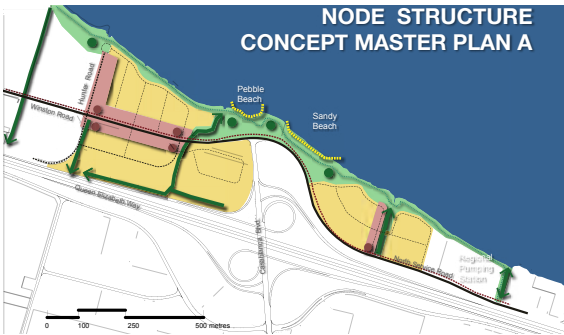 NODE STRUCTURE
CONCEPT MASTER PLAN A
Pebble
Beach
Sandy
Beach
Hunter Road
Winston Road
Queen Elizabeth Way
Casablanca Blvd.
North Service Road
Regional
Pumping
Station
0 100 250 500 metres